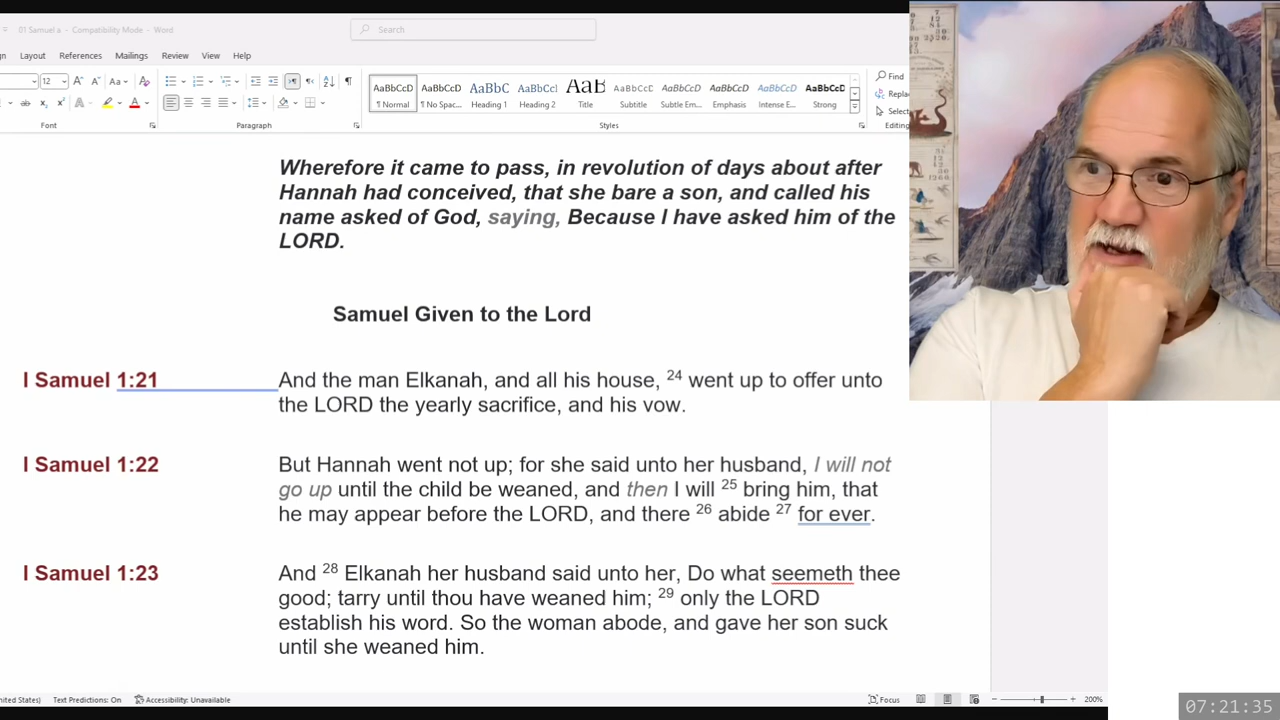 01 Samuel a - Compatibility Mode - Word
Search
Layout References Mailings Review View Help
12
Aa
Find
AaBbCcD AaBbCcD AaBbC AaBbCcI AaB AaBbCcD AaBbCcD AaBbCcD AaBbCcD AaBbCcD
¶ Normal ¶ No Spac... Heading 1 Heading 2 Title Subtitle Subtle Em... Emphasis Intense E... Strong
Repla
Select
Font Paragraph Styles Editing
Wherefore it came to pass, in revolution of days about after
Hannah had conceived, that she bare a son, and called his
name asked of God, saying, Because I have asked him of the
LORD.
Samuel Given to the Lord
I Samuel 1:21 And the man Elkanah, and all his house, 24 went up to offer unto
the LORD the yearly sacrifice, and his vow.
I Samuel 1:22 But Hannah went not up; for she said unto her husband, I will not
go up until the child be weaned, and then I will 25 bring him, that
he may appear before the LORD, and there 26 abide 27 for ever.
I Samuel 1:23 And 28 Elkanah her husband said unto her, Do what seemeth thee
good; tarry until thou have weaned him; 29 only the LORD
establish his word. So the woman abode, and gave her son suck
until she weaned him.
nited States) Text Predictions: On Accessibility: Unavailable Focus 200%
07:21:35